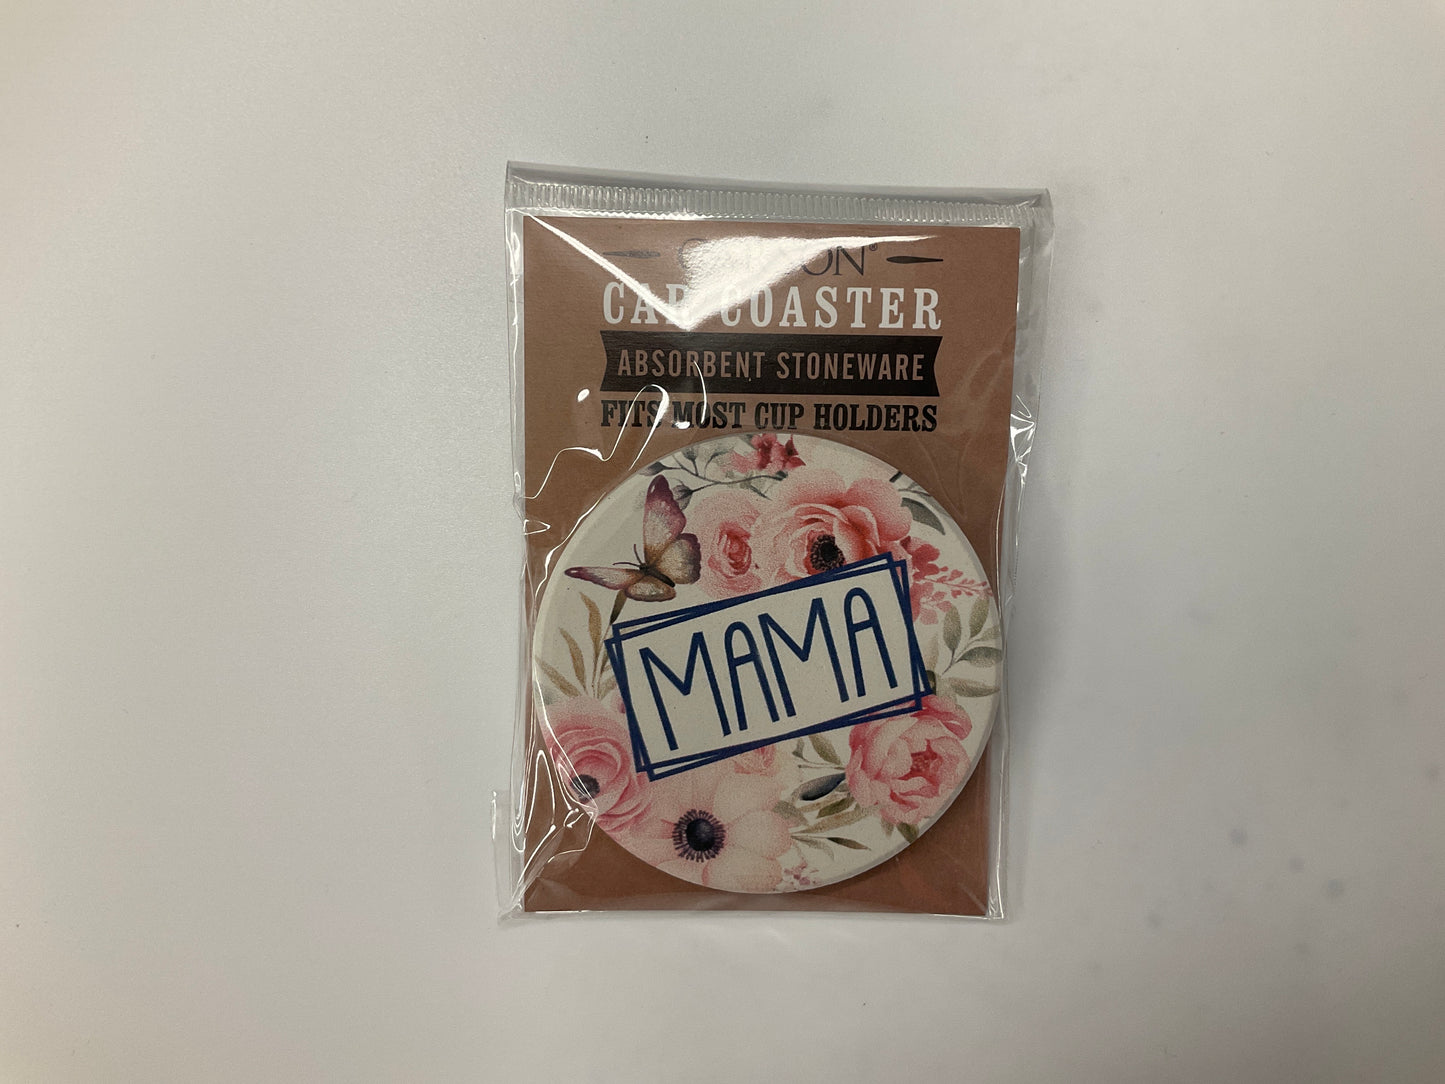 CAR COASTER
ABSORBENT STONEWARE
FITS MOST CUP HOLDERS
MAMA